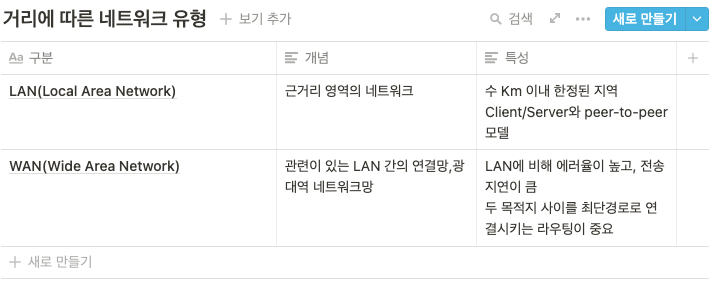 거리에 따른 네트워크 유형
+ 보기 추가
검색
새로 만들기
Aa 구분
개념
특성
LAN(Local Area Network)
근거리 영역의 네트워크
수 Km 이내 한정된 지역
Client/Server와 peer-to-peer
모델
WAN(Wide Area Network)
관련이 있는 LAN 간의 연결망,광
대역 네트워크망
LAN에 비해 에러율이 높고, 전송
지연이 큼
두 목적지 사이를 최단경로로 연
결시키는 라우팅이 중요
+ 새로 만들기